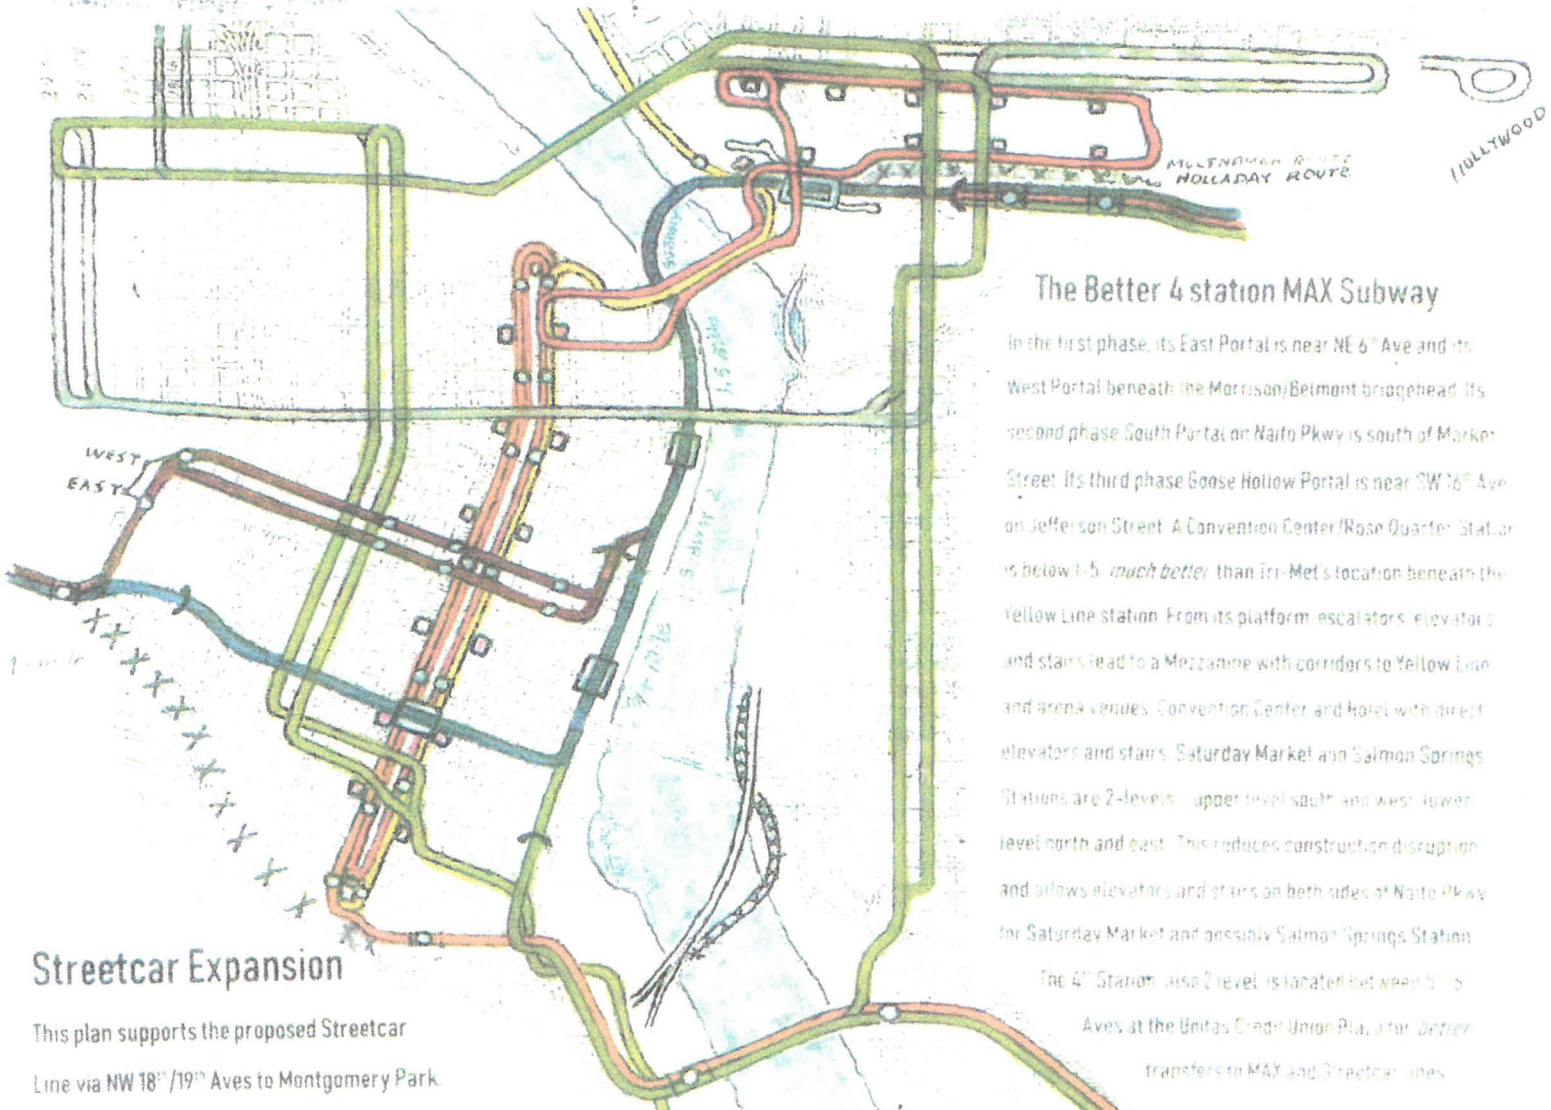 MULTNOMAH ROUTE
HOLLADAY ROUTE
HOLLYWOOD
WEST
EAST
The Better 4 station MAX Subway
In the first phase, its East Portal is near NE 6th Ave and its
West Portal beneath the Morrison/Belmont bridgehead. Its
second phase South Portal on Naito Pkwy is south of Market
Street. Its third phase Goose Hollow Portal is near SW 16th Ave
on Jefferson Street. A Convention Center/Rose Quarter Station
is below I-5, much better than Tri-Met's location beneath the
Yellow Line station. From its platform, escalators, elevators
and stairs lead to a Mezzanine with corridors to Yellow Line
and arena venues, Convention Center and Hotel with direct
elevators and stairs. Saturday Market and Salmon Springs
Stations are 2-levels - upper level south and west, lower
level north and east. This reduces construction disruption
and allows elevators and stairs on both sides of Naito Pkwy
for Saturday Market and possibly Salmon Springs Station.
The 4th Station, also 2 level, is located between 5th/6th
Aves at the Unitas Credit Union Plaza for better
transfers to MAX and Streetcar lines
Streetcar Expansion
This plan supports the proposed Streetcar
Line via NW 18th/19th Aves to Montgomery Park.